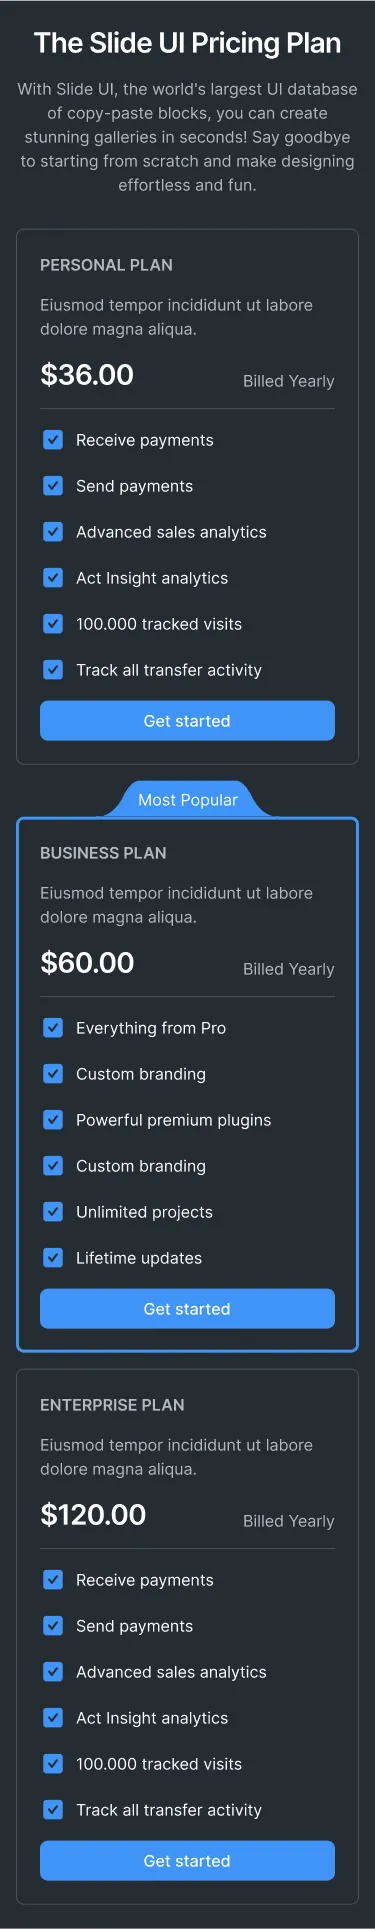 The Slide UI Pricing Plan
With Slide UI, the world's largest UI database
of copy-paste blocks, you can create
stunning galleries in seconds! Say goodbye
to starting from scratch and make designing
effortless and fun.
PERSONAL PLAN
Eiusmod tempor incididunt ut labore
dolore magna aliqua.
$36.00 Billed Yearly
Receive payments
Send payments
Advanced sales analytics
Act Insight analytics
100.000 tracked visits
Track all transfer activity
Get started
Most Popular
BUSINESS PLAN
Eiusmod tempor incididunt ut labore
dolore magna aliqua.
$60.00 Billed Yearly
Everything from Pro
Custom branding
Powerful premium plugins
Custom branding
Unlimited projects
Lifetime updates
Get started
ENTERPRISE PLAN
Eiusmod tempor incididunt ut labore
dolore magna aliqua.
$120.00 Billed Yearly
Receive payments
Send payments
Advanced sales analytics
Act Insight analytics
100.000 tracked visits
Track all transfer activity
Get started